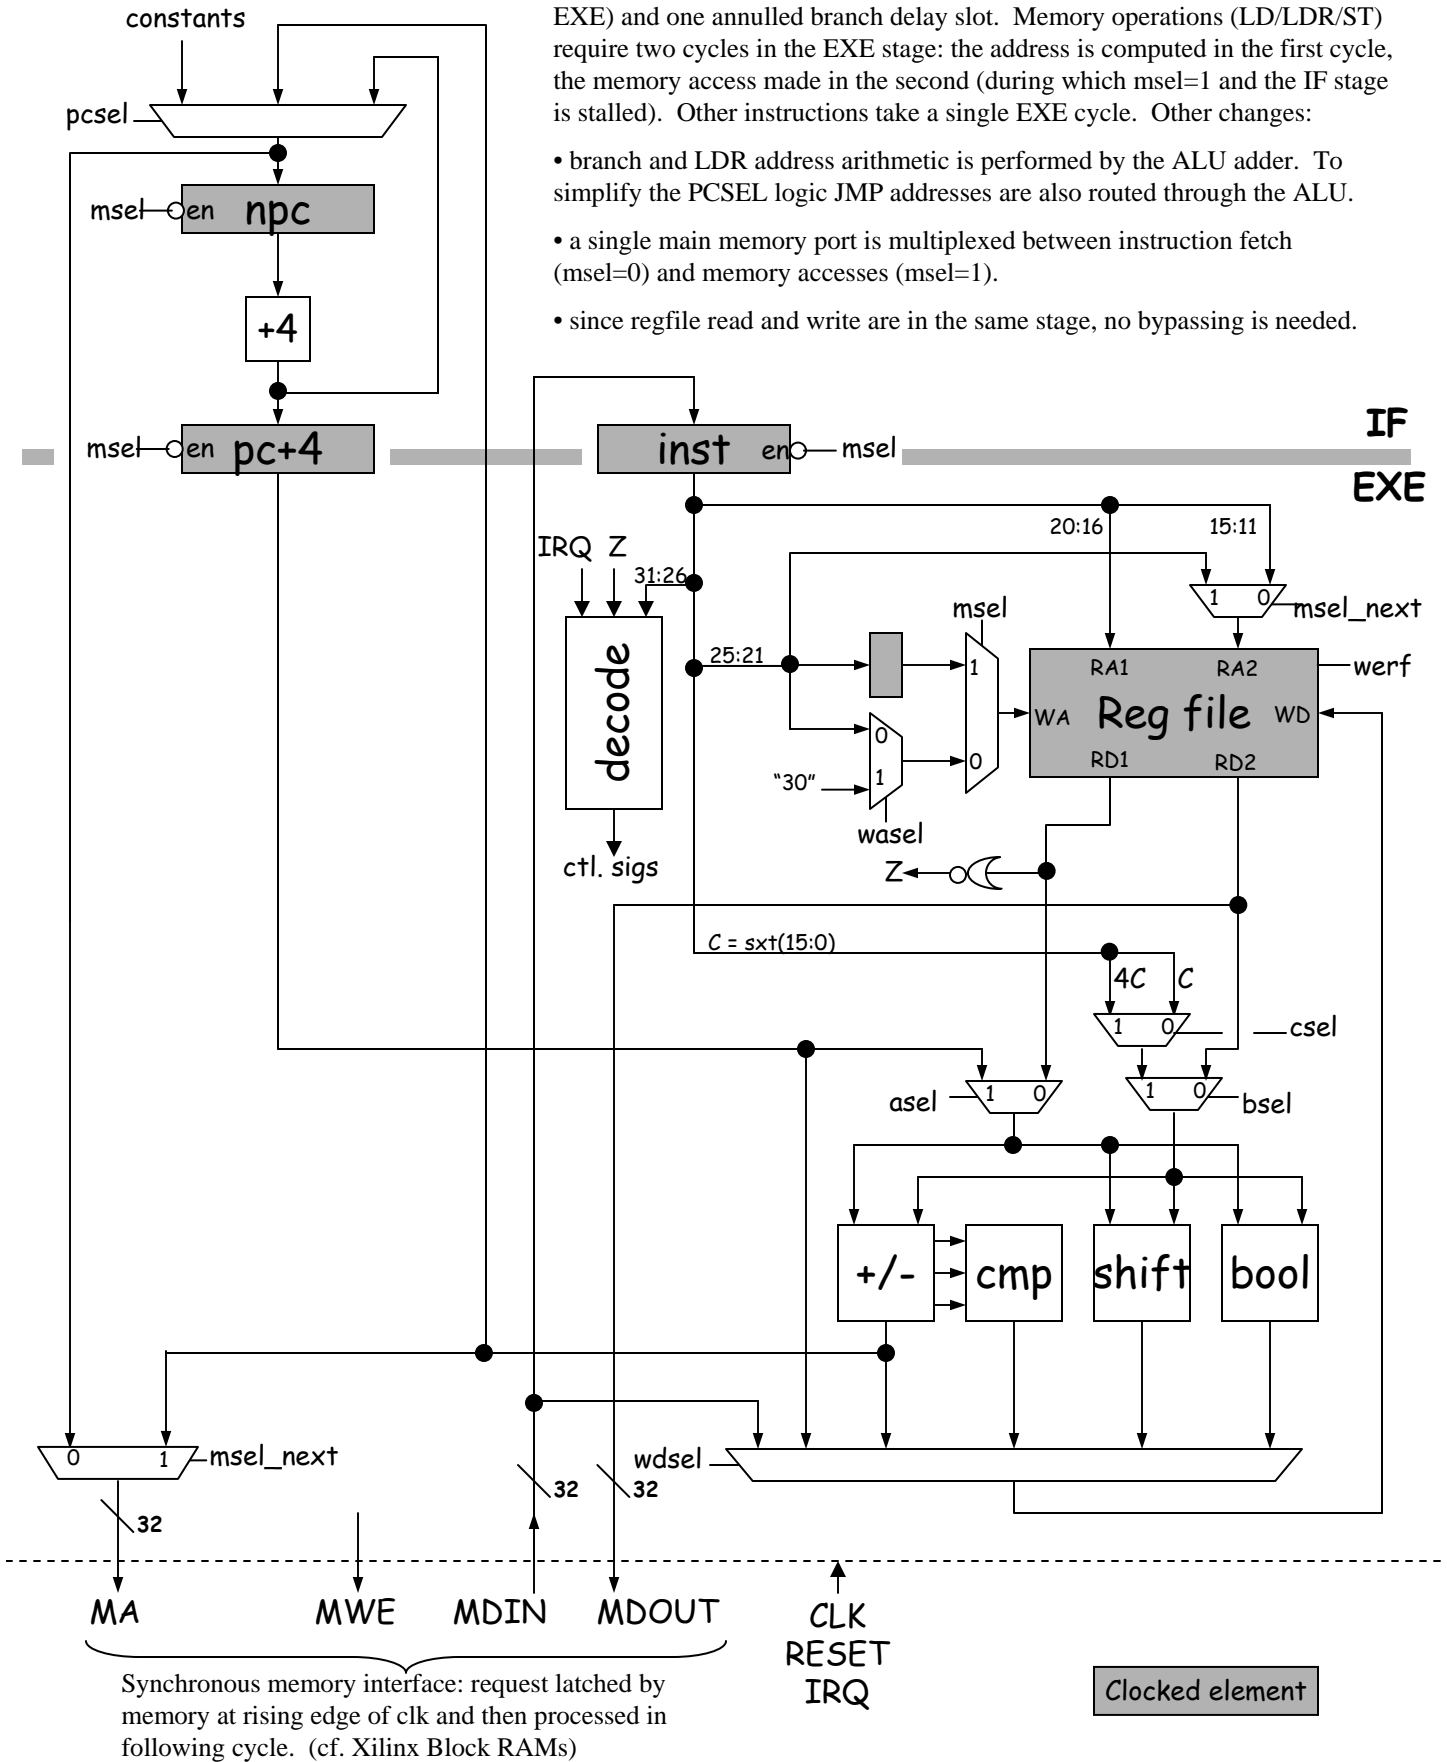 constants
EXE) and one annulled branch delay slot. Memory operations (LD/LDR/ST)
require two cycles in the EXE stage: the address is computed in the first cycle,
the memory access made in the second (during which msel=1 and the IF stage
is stalled). Other instructions take a single EXE cycle. Other changes:
• branch and LDR address arithmetic is performed by the ALU adder. To
simplify the PCSEL logic JMP addresses are also routed through the ALU.
• a single main memory port is multiplexed between instruction fetch
(msel=0) and memory accesses (msel=1).
• since regfile read and write are in the same stage, no bypassing is needed.
pcsel
msel
en
npc
+4
msel
en
pc+4
inst
en
msel
IF
EXE
20:16
15:11
IRQ Z
31:26
msel
1 0
msel_next
decode
25:21
1
RA1
RA2
werf
WA
Reg file
WD
0
1
0
RD1
RD2
"30"
wasel
ctl. sigs
Z
C = sxt(15:0)
4C
C
1 0
csel
asel
1 0
1 0
bsel
+/-
cmp
shift
bool
0 1
msel_next
wdsel
32
32
32
MA
MWE
MDIN
MDOUT
CLK
RESET
IRQ
Synchronous memory interface: request latched by
memory at rising edge of clk and then processed in
following cycle. (cf. Xilinx Block RAMs)
Clocked element